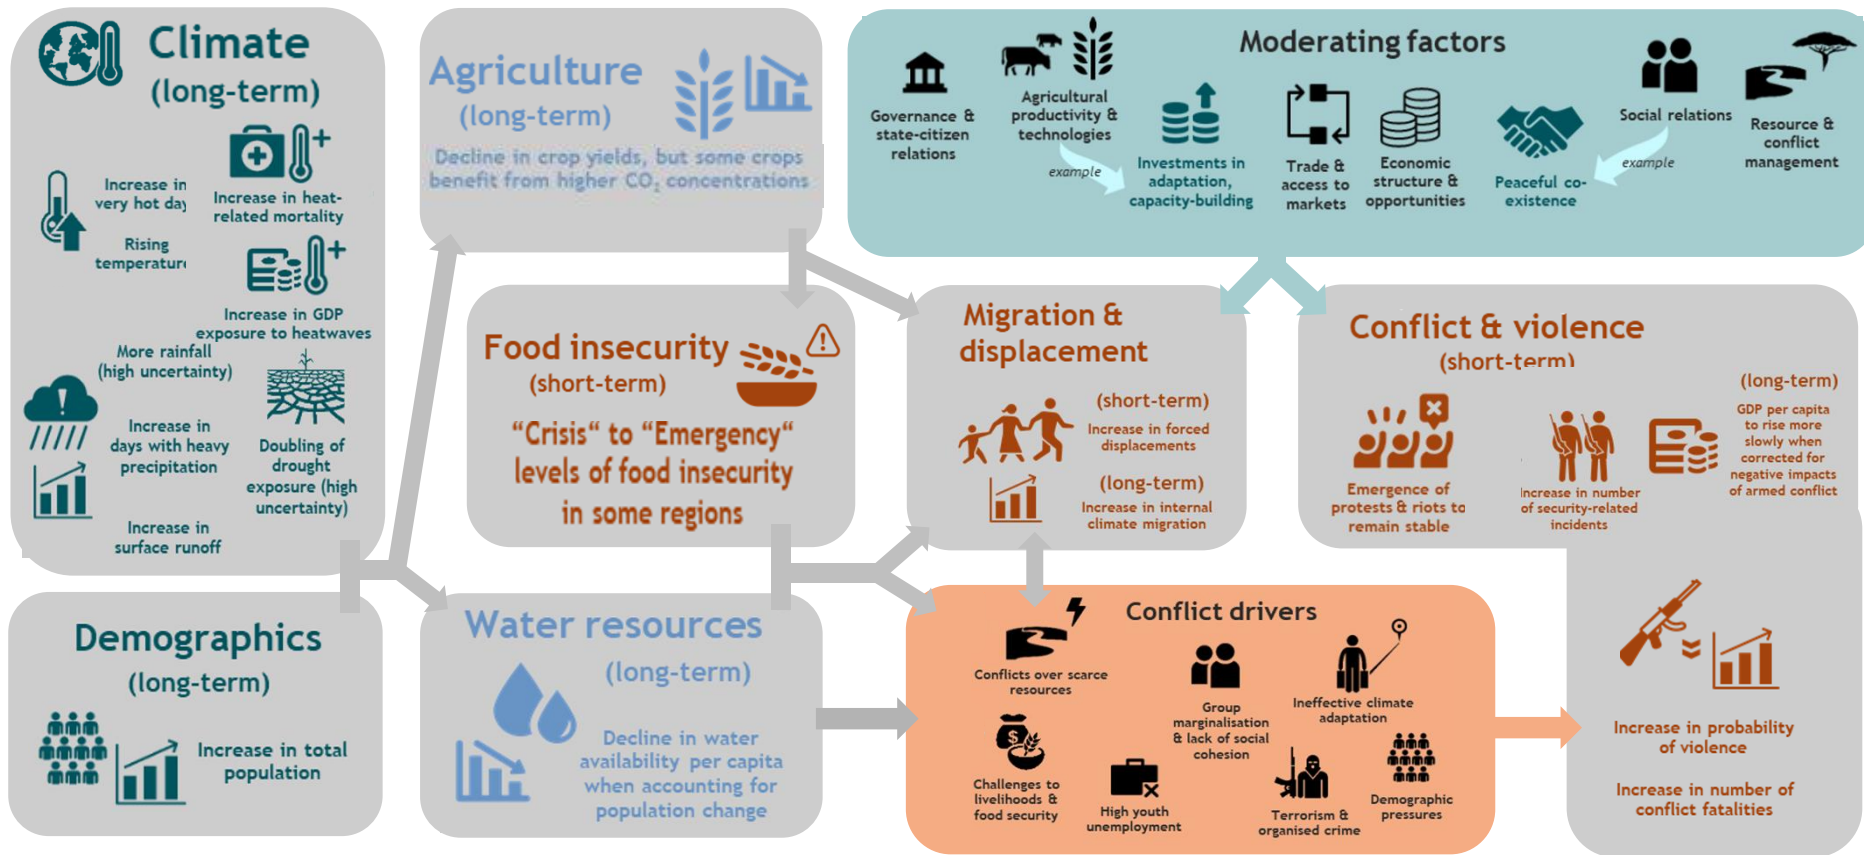 Climate
(long-term)
Increase in
very hot day
Increase in heat-
related mortality
Rising
temperature
Increase in GDP
exposure to heatwaves
More rainfall
(high uncertainty)
Increase in
days with heavy
precipitation
Doubling of
drought
exposure (high
uncertainty)
Increase in
surface runoff
Demographics
(long-term)
Increase in total
population
Agriculture
(long-term)
Decline in crop yields, but some crops
benefit from higher CO₂ concentrations
Food insecurity
(short-term)
“Crisis“ to “Emergency“
levels of food insecurity
in some regions
Water resources
(long-term)
Decline in water
availability per capita
when accounting for
population change
Moderating factors
Governance &
state-citizen
relations
Agricultural
productivity &
technologies
example
Investments in
adaptation,
capacity-building
Trade &
access to
markets
Economic
structure &
opportunities
Peaceful co-
existence
Social relations
example
Resource &
conflict
management
Migration &
displacement
(short-term)
Increase in forced
displacements
(long-term)
Increase in internal
climate migration
Conflict & violence
(short-term)
Emergence of
protests & riots to
remain stable
Increase in number
of security-related
incidents
(long-term)
GDP per capita
to rise more
slowly when
corrected for
negative impacts
of armed conflict
Increase in probability
of violence
Increase in number of
conflict fatalities
Conflict drivers
Conflicts over scarce
resources
Group
marginalisation
& lack of social
cohesion
Ineffective climate
adaptation
Challenges to
livelihoods &
food security
High youth
unemployment
Terrorism &
organised crime
Demographic
pressures